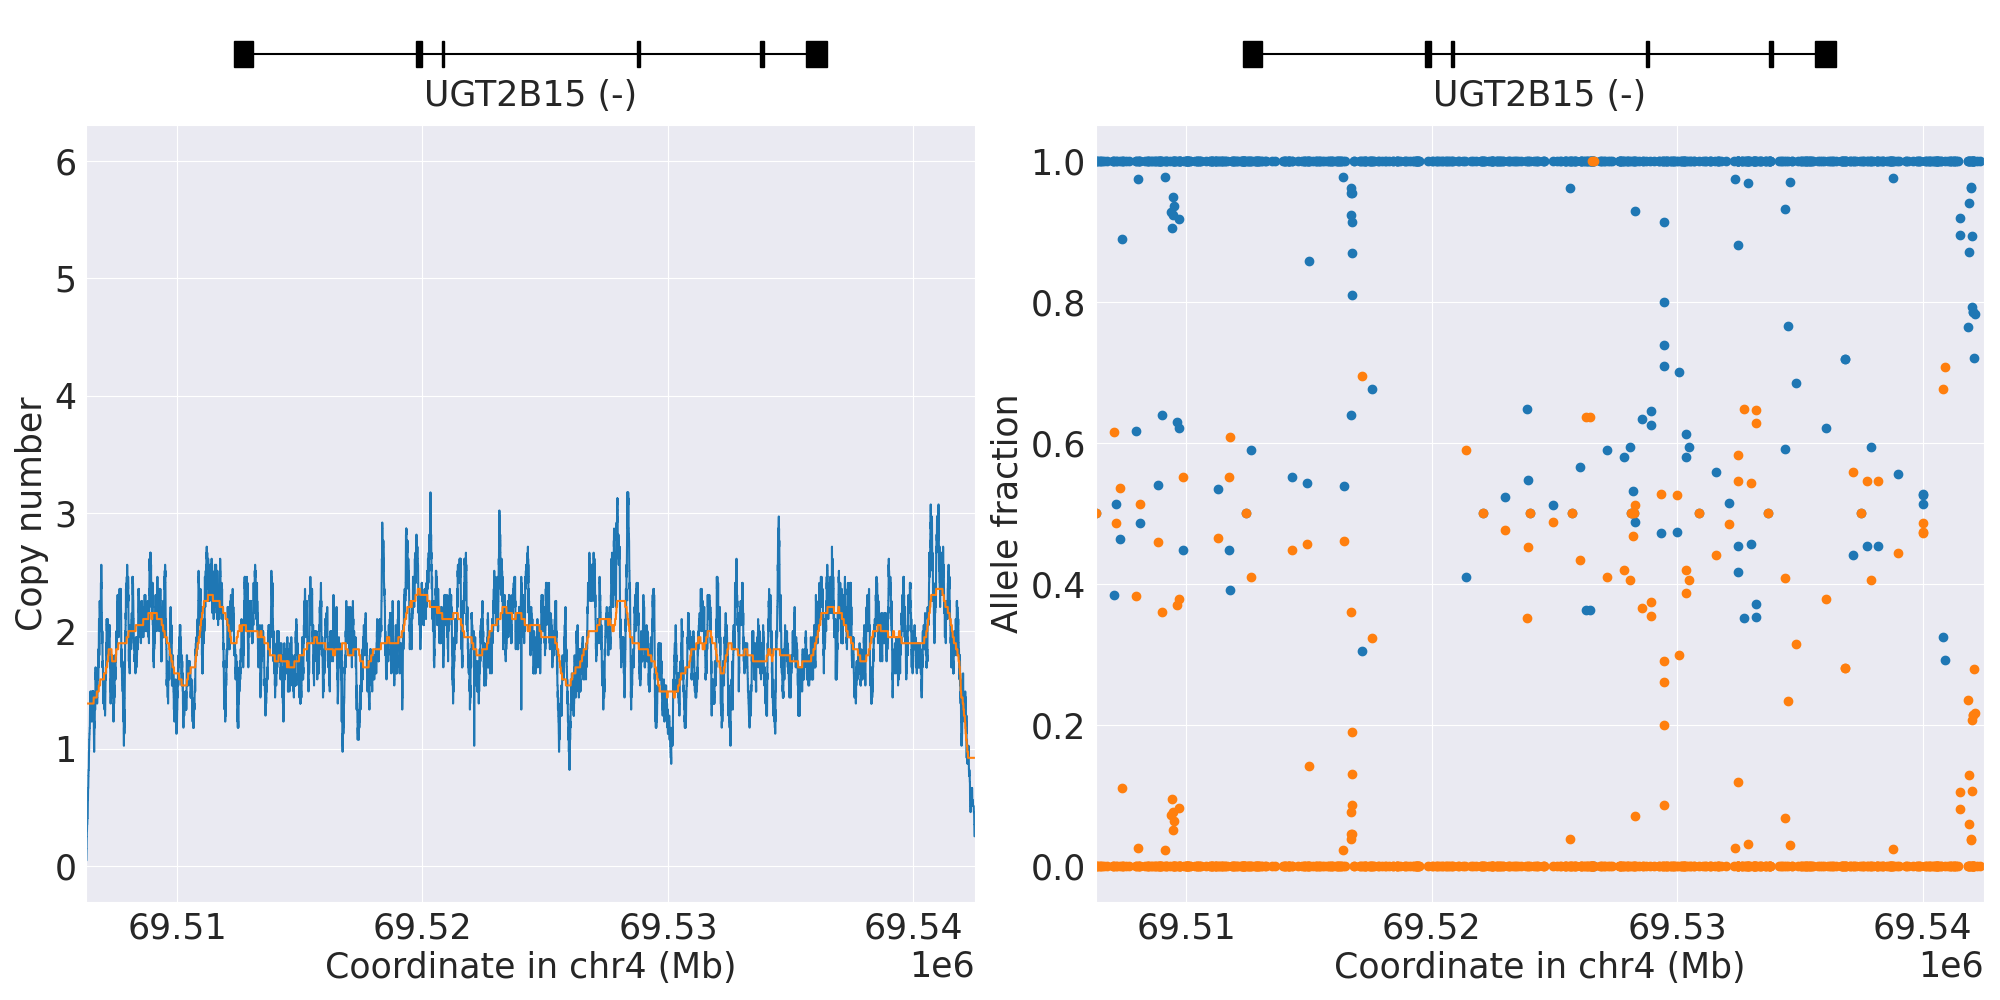 UGT2B15 (-)
6
5
4
3
2
1
0
Copy number
69.51 69.52 69.53 69.54
Coordinate in chr4 (Mb)
1e6
UGT2B15 (-)
1.0
0.8
0.6
0.4
0.2
0.0
Allele fraction
69.51 69.52 69.53 69.54
Coordinate in chr4 (Mb)
1e6